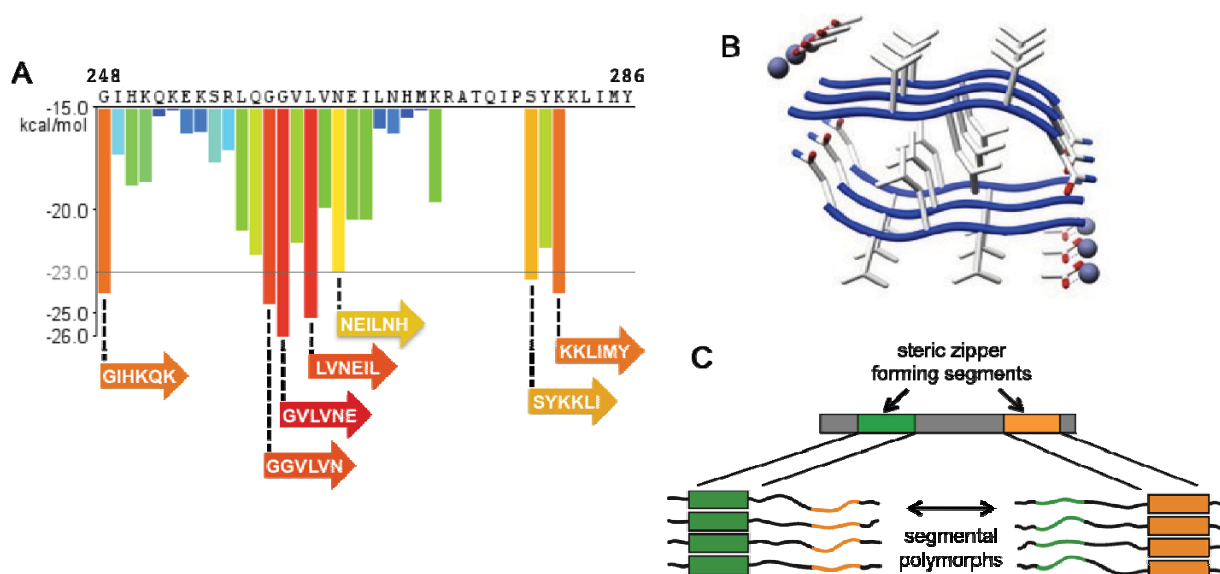 A
248 286
GIHKQKEKSRLQGGVLVNEILNHMKRATQIPSYKKLIMY
-15.0
kcal/mol
-20.0
-23.0
-25.0
-26.0
NEILNH
LVNEIL
KKLIMY
GIHKQK
SYKKLI
GVLVNE
GGVLVN
B
C
steric zipper
forming segments
segmental
polymorphs